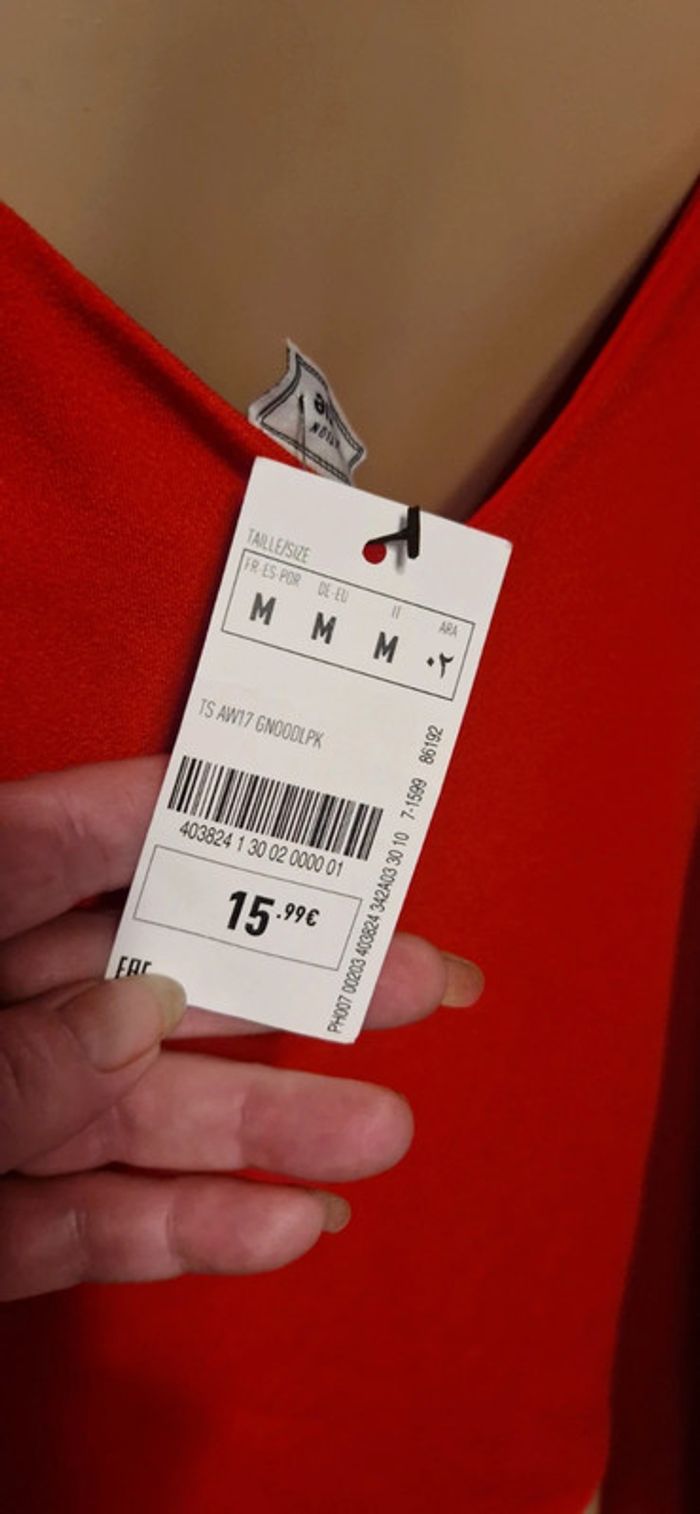 TAILLE/SIZE
FR-ES-POR DE-EU IT ARA
M M M ٠٢
TS AW17 GNOODLPK
403824 1 30 02 0000 01
15.99€
EAC
PH007 00203 403824 342A03 30 10 7-1599 86192